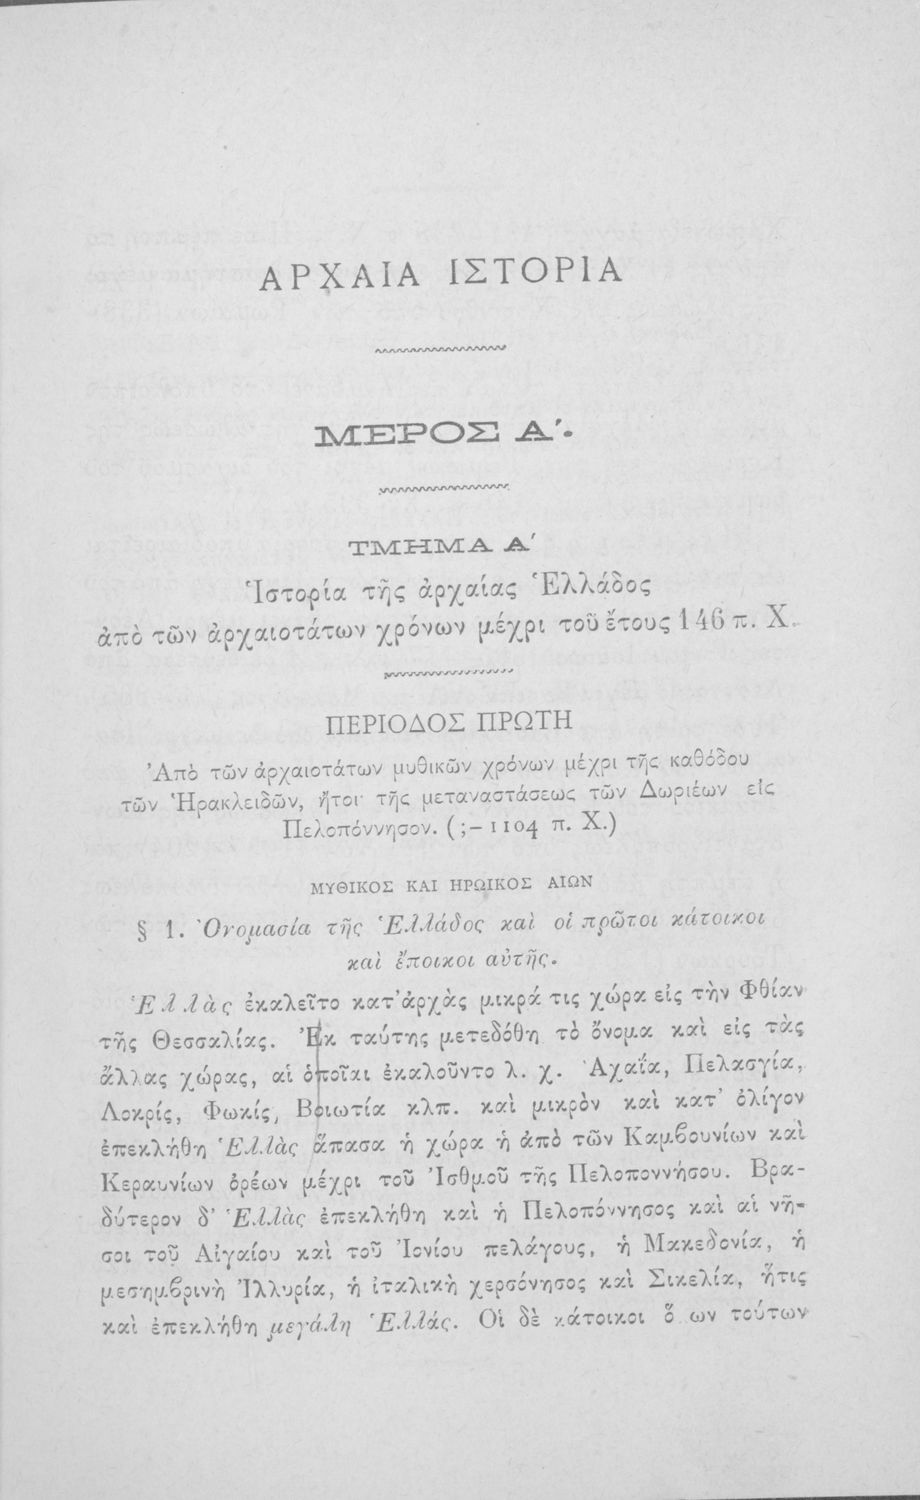 ΑΡΧΑΙΑ ΙΣΤΟΡΙΑ
ΜΕΡΟΣ Α΄.
ΤΜΗΜΑ Α΄
Ἱστορία τῆς ἀρχαίας Ἑλλάδος
ἀπὸ τῶν ἀρχαιοτάτων χρόνων μέχρι τοῦ ἔτους 146 π. Χ.
ΠΕΡΙΟΔΟΣ ΠΡΩΤΗ
Ἀπὸ τῶν ἀρχαιοτάτων μυθικῶν χρόνων μέχρι τῆς καθόδου
τῶν Ἡρακλειδῶν, ἤτοι τῆς μεταναστάσεως τῶν Δωριέων εἰς
Πελοπόννησον. (;– 1104 π. Χ.)
ΜΥΘΙΚΟΣ ΚΑΙ ΗΡΩΙΚΟΣ ΑΙΩΝ
§ 1. Ὀνομασία τῆς Ἑλλάδος καὶ οἱ πρῶτοι κάτοικοι
καὶ ἔποικοι αὐτῆς.
Ἑλλὰς ἐκαλεῖτο κατ' ἀρχὰς μικρά τις χώρα εἰς τὴν Φθίαν
τῆς Θεσσαλίας. Ἐκ ταύτης μετεδόθη τὸ ὄνομα καὶ εἰς τὰς
ἄλλας χώρας, αἱ ὁποῖαι ἐκαλοῦντο λ. χ. Ἀχαΐα, Πελασγία,
Λοκρίς, Φωκίς, Βοιωτία κλπ. καὶ μικρὸν καὶ κατ' ὀλίγον
ἐπεκλήθη Ἑλλὰς ἅπασα ἡ χώρα ἡ ἀπὸ τῶν Καμβουνίων καὶ
Κεραυνίων ὀρέων μέχρι τοῦ Ἰσθμοῦ τῆς Πελοποννήσου. Βρα-
δύτερον δ' Ἑλλὰς ἐπεκλήθη καὶ ἡ Πελοπόννησος καὶ αἱ νῆ-
σοι τοῦ Αἰγαίου καὶ τοῦ Ἰονίου πελάγους, ἡ Μακεδονία, ἡ
μεσημβρινὴ Ἰλλυρία, ἡ ἰταλικὴ χερσόνησος καὶ Σικελία, ἥτις
καὶ ἐπεκλήθη μεγάλη Ἑλλάς. Οἱ δὲ κάτοικοι ὅ ων τούτων